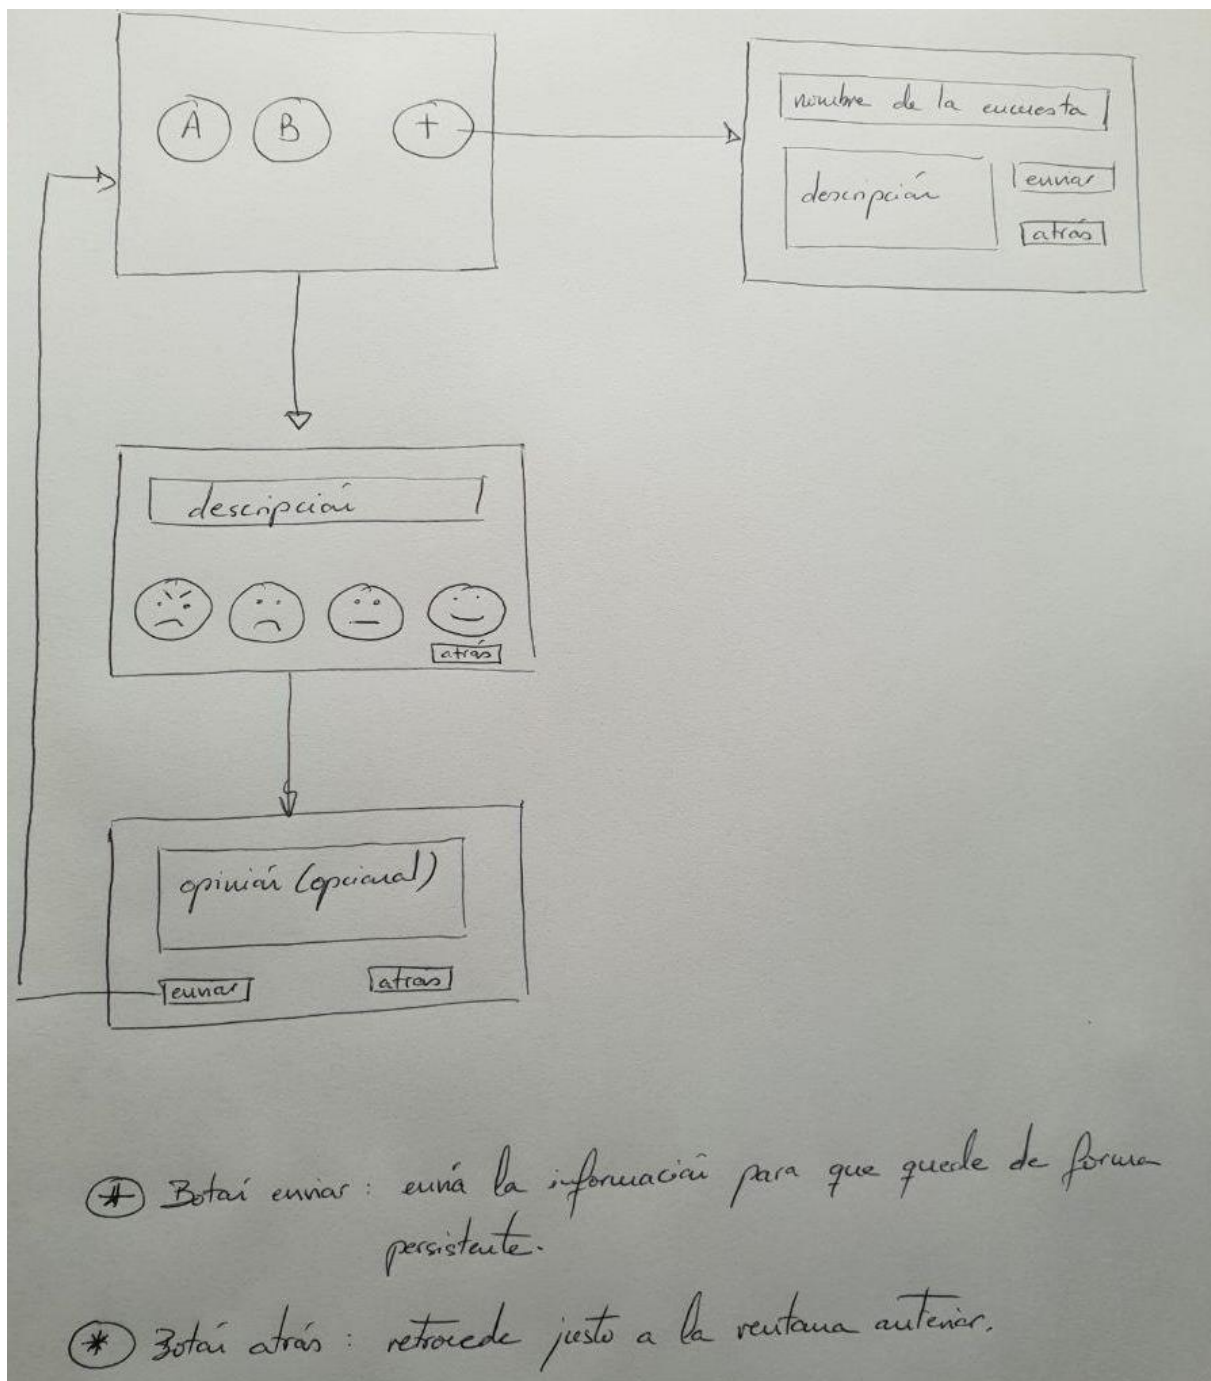 A B +
nombre de la encuesta
descripción
enviar
atrás
descripción
atrás
opinión (opcional)
enviar
atrás
* Botón enviar: envía la información para que quede de forma
persistente.
* Botón atrás: retrocede justo a la ventana anterior.